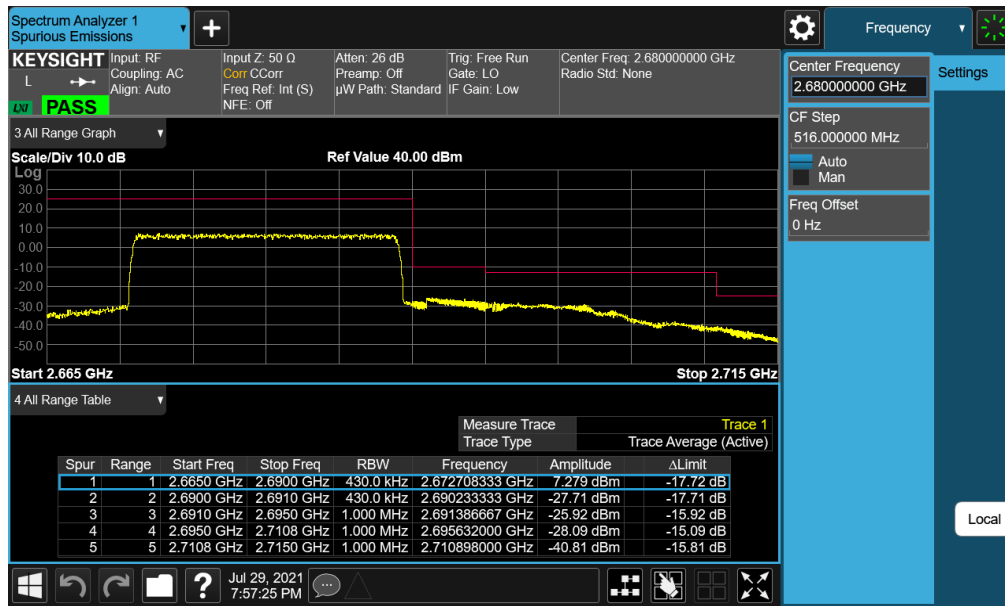 Spectrum Analyzer 1
Spurious Emissions
Frequency
KEYSIGHT
L
LXI
PASS
Input: RF
Coupling: AC
Align: Auto
Input Z: 50 Ω
Corr CCorr
Freq Ref: Int (S)
NFE: Off
Atten: 26 dB
Preamp: Off
µW Path: Standard
Trig: Free Run
Gate: LO
IF Gain: Low
Center Freq: 2.680000000 GHz
Radio Std: None
Center Frequency
2.680000000 GHz
Settings
CF Step
516.000000 MHz
Auto
Man
Freq Offset
0 Hz
Local
3 All Range Graph
Scale/Div 10.0 dB
Ref Value 40.00 dBm
Log
30.0
20.0
10.0
0.00
-10.0
-20.0
-30.0
-40.0
-50.0
Start 2.665 GHz
Stop 2.715 GHz
4 All Range Table
Measure Trace Trace 1
Trace Type Trace Average (Active)
Spur Range Start Freq Stop Freq RBW Frequency Amplitude ΔLimit
1 1 2.6650 GHz 2.6900 GHz 430.0 kHz 2.672708333 GHz 7.279 dBm -17.72 dB
2 2 2.6900 GHz 2.6910 GHz 430.0 kHz 2.690233333 GHz -27.71 dBm -17.71 dB
3 3 2.6910 GHz 2.6950 GHz 1.000 MHz 2.691386667 GHz -25.92 dBm -15.92 dB
4 4 2.6950 GHz 2.7108 GHz 1.000 MHz 2.695632000 GHz -28.09 dBm -15.09 dB
5 5 2.7108 GHz 2.7150 GHz 1.000 MHz 2.710898000 GHz -40.81 dBm -15.81 dB
?
Jul 29, 2021
7:57:25 PM